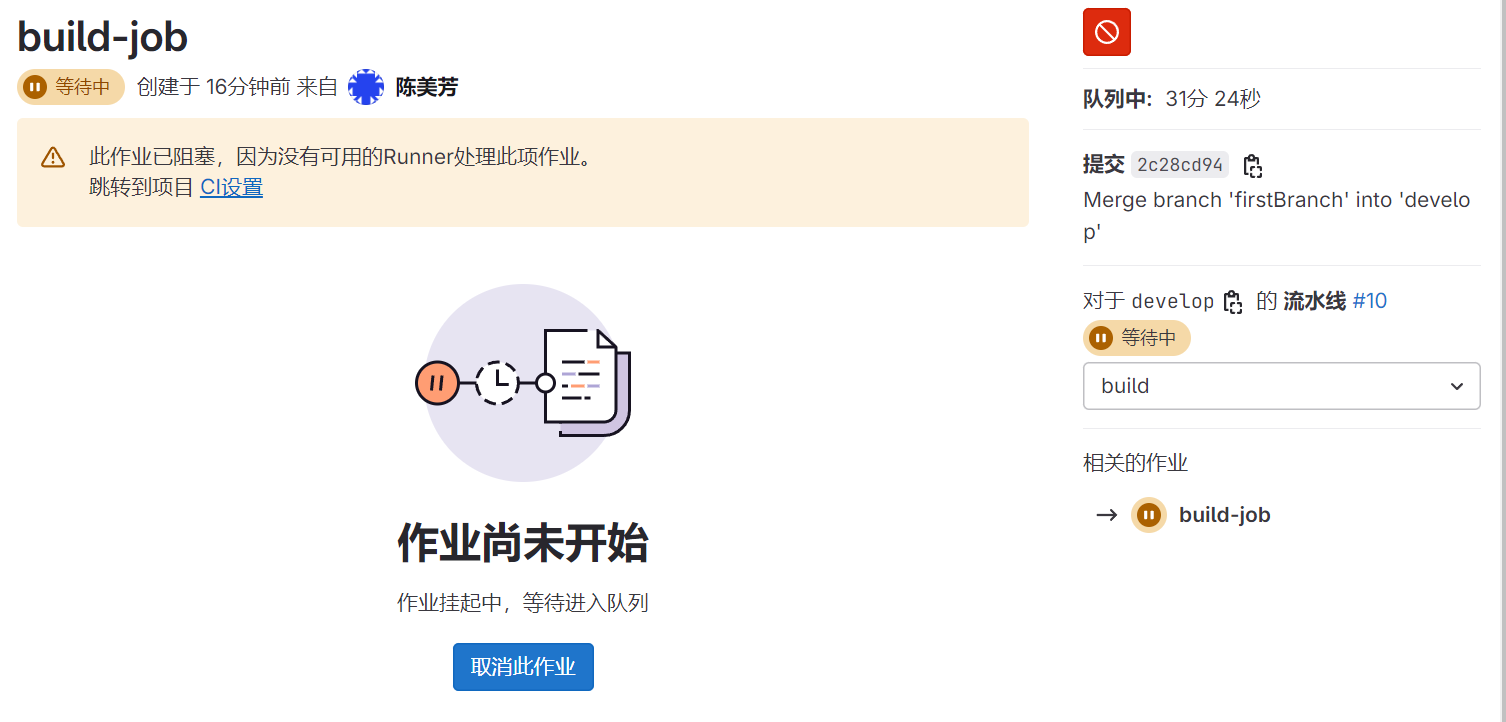 build-job
等待中 创建于 16分钟前 来自 陈美芳
此作业已阻塞，因为没有可用的Runner处理此项作业。
跳转到项目 CI设置
作业尚未开始
作业挂起中，等待进入队列
取消此作业
队列中: 31分 24秒
提交 2c28cd94
Merge branch 'firstBranch' into 'develo
p'
对于 develop 的 流水线 #10
等待中
build
相关的作业
→ build-job